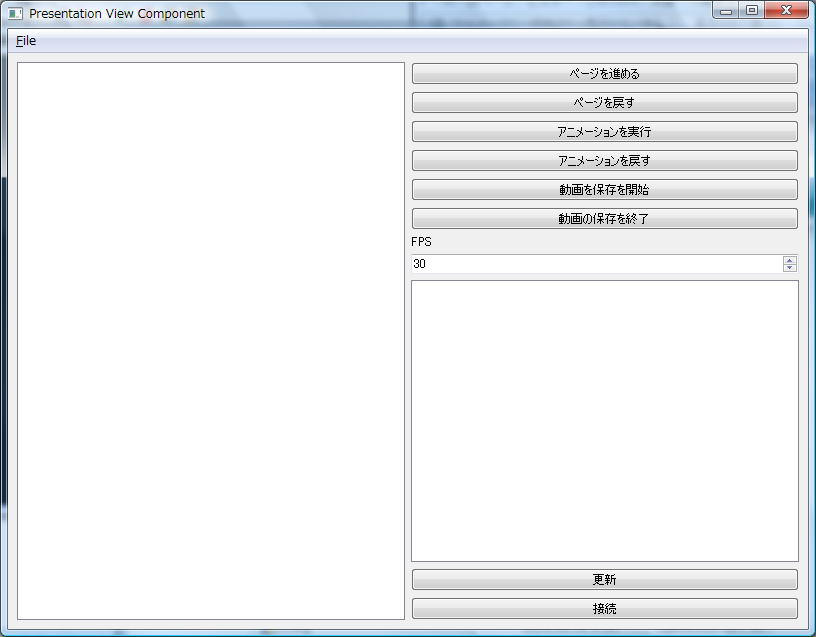 Presentation View Component
File
ページを進める
ページを戻す
アニメーションを実行
アニメーションを戻す
動画を保存を開始
動画の保存を終了
FPS
30
更新
接続